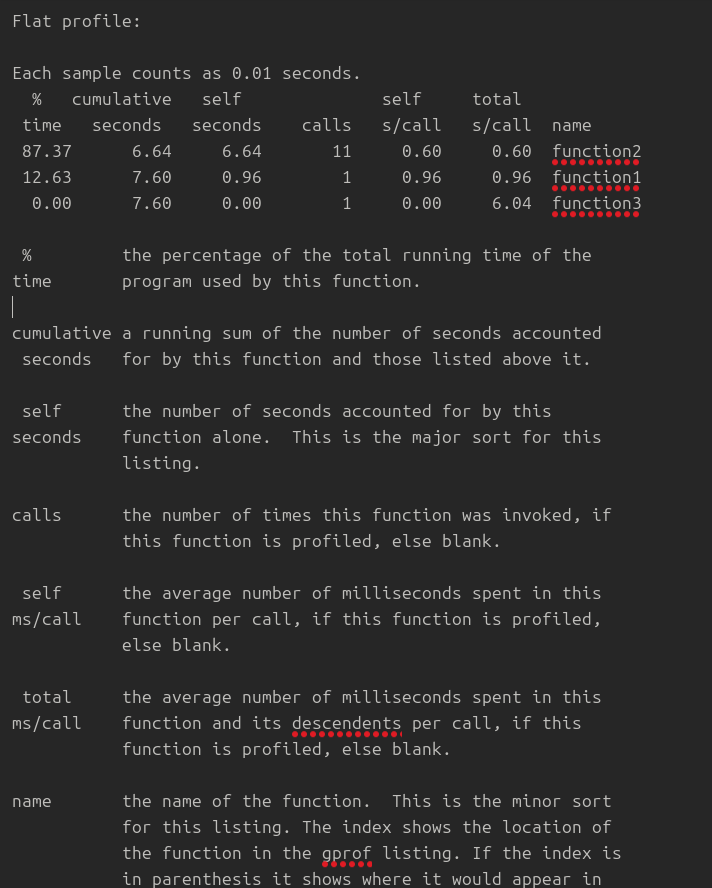 Flat profile:

Each sample counts as 0.01 seconds.
  %   cumulative   self              self     total
 time   seconds   seconds    calls   s/call   s/call  name
 87.37      6.64     6.64       11     0.60     0.60  function2
 12.63      7.60     0.96        1     0.96     0.96  function1
  0.00      7.60     0.00        1     0.00     6.04  function3

 %         the percentage of the total running time of the
time       program used by this function.

cumulative a running sum of the number of seconds accounted
 seconds   for by this function and those listed above it.

 self      the number of seconds accounted for by this
seconds    function alone.  This is the major sort for this
           listing.

calls      the number of times this function was invoked, if
           this function is profiled, else blank.

 self      the average number of milliseconds spent in this
ms/call    function per call, if this function is profiled,
           else blank.

 total     the average number of milliseconds spent in this
ms/call    function and its descendents per call, if this
           function is profiled, else blank.

name       the name of the function.  This is the minor sort
           for this listing. The index shows the location of
           the function in the gprof listing. If the index is
           in parenthesis it shows where it would appear in